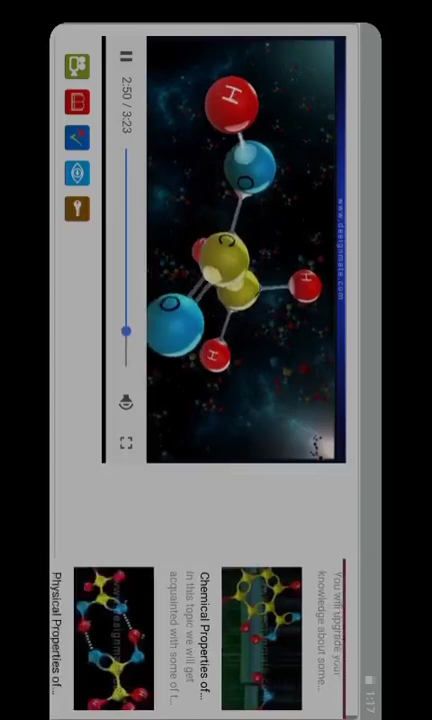 1:17
www.designmate.com
H
O
C
O
H
H
2:50 / 3:23
You will upgrade your
knowledge about some...
Chemical Properties of...
In this topic we will get
acquainted with some of t...
Physical Properties of...